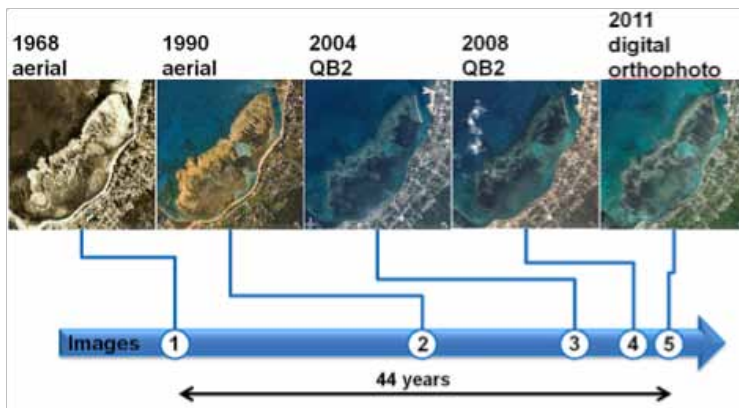 1968
aerial
1990
aerial
2004
QB2
2008
QB2
2011
digital
orthophoto
Images 1 2 3 4 5
44 years